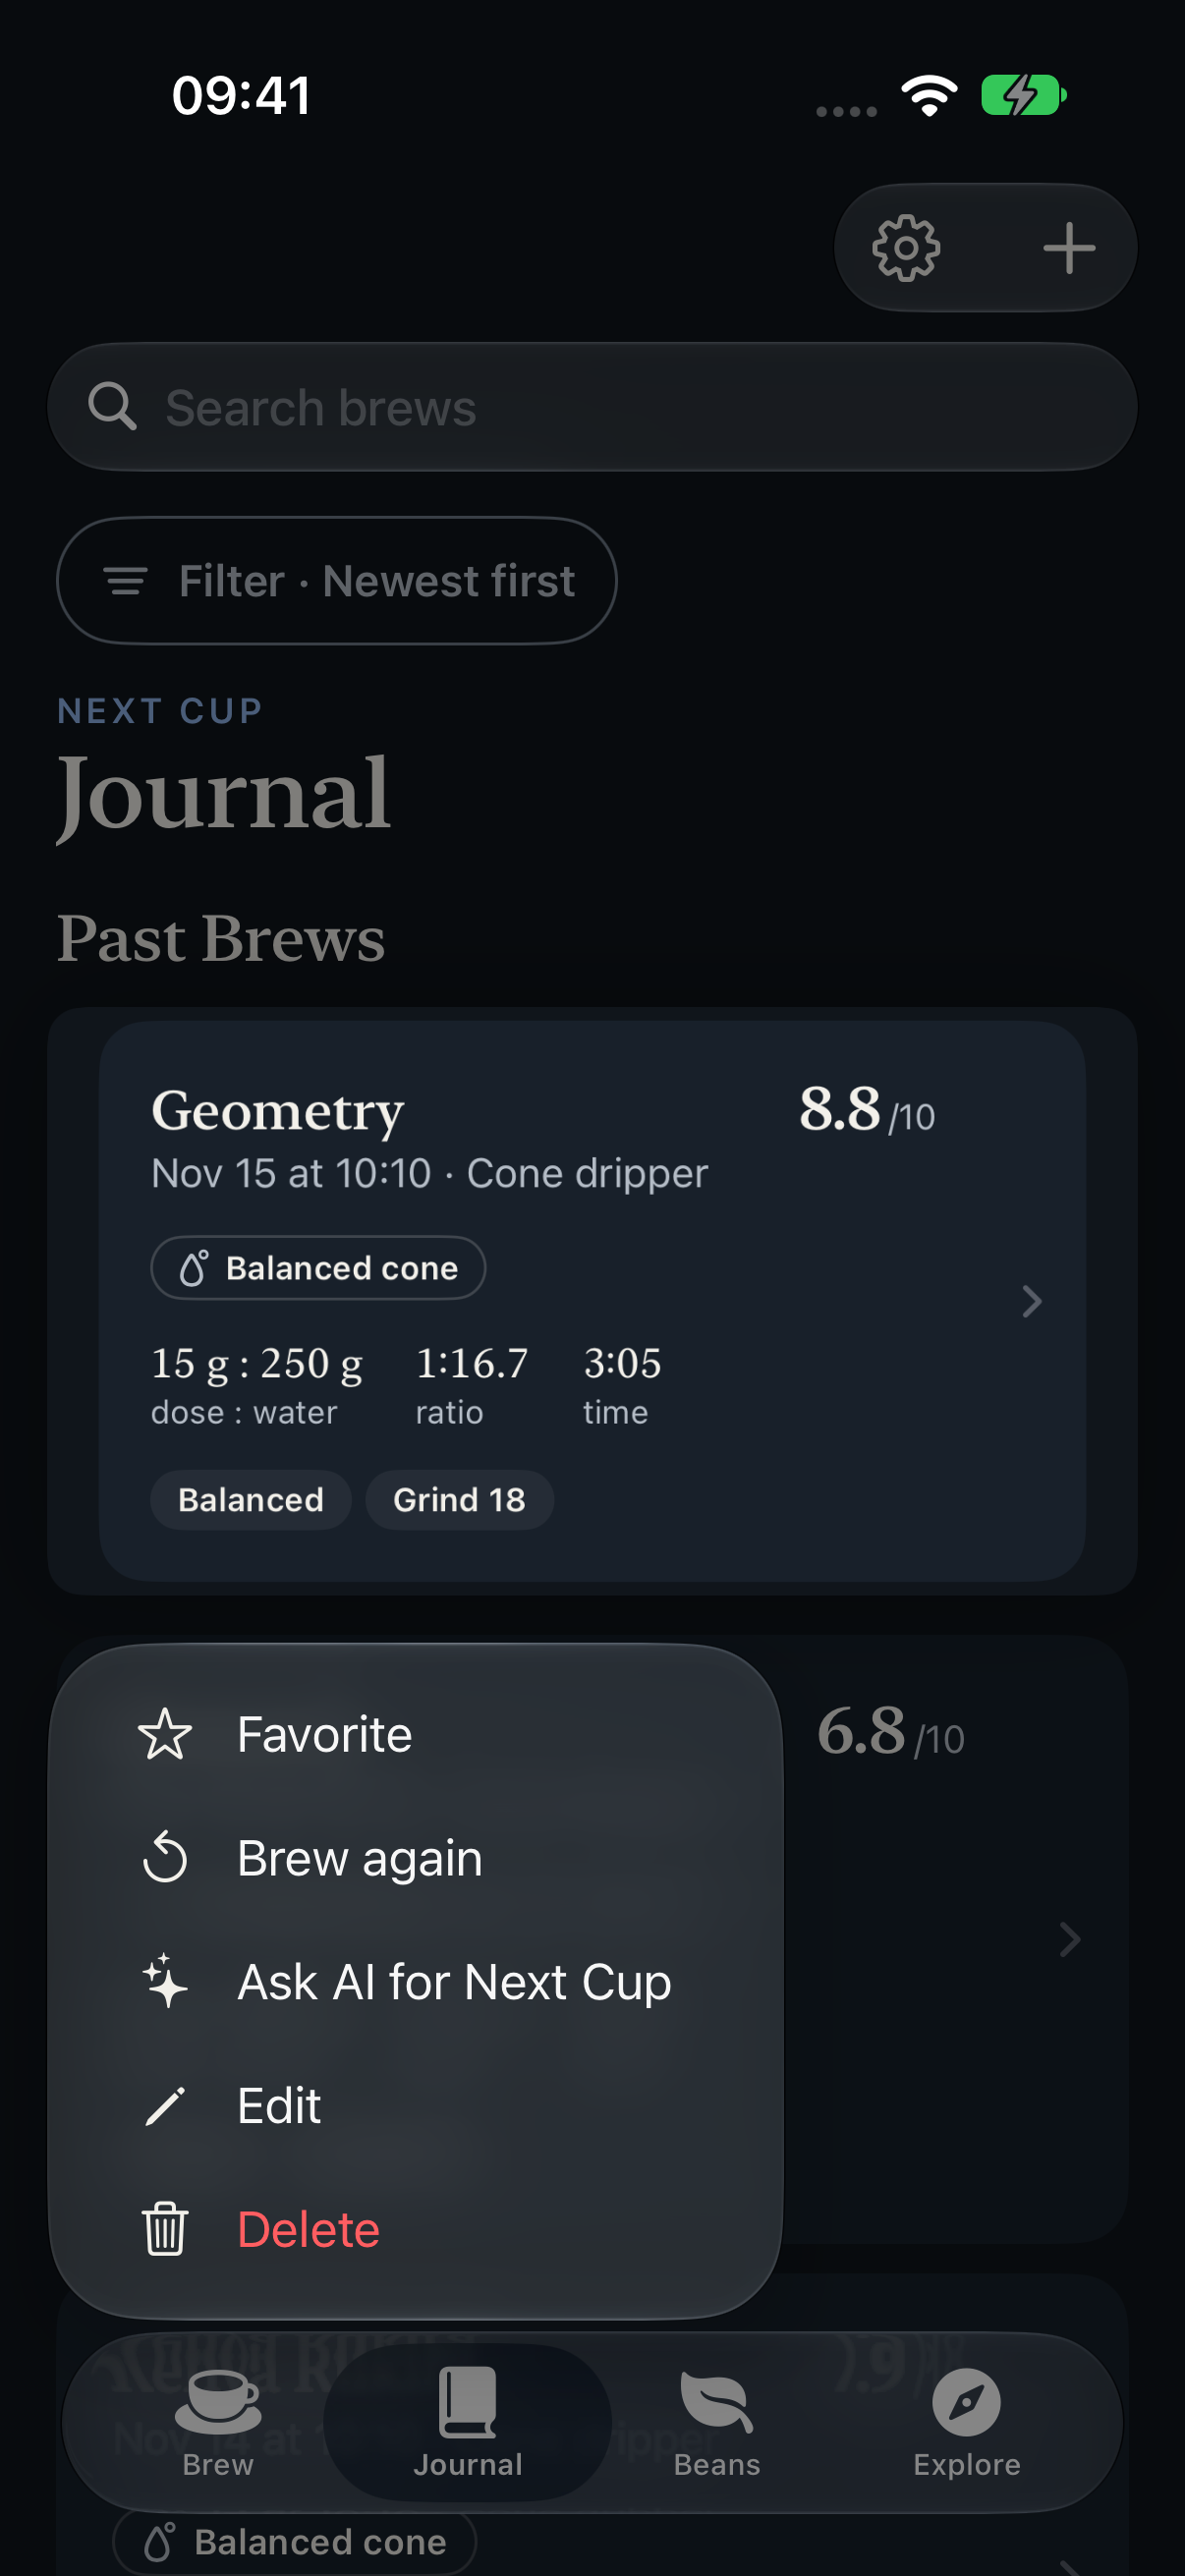 09:41
Search brews
Filter · Newest first
NEXT CUP
Journal
Past Brews
Geometry 8.8 /10
Nov 15 at 10:10 · Cone dripper
Balanced cone
15 g : 250 g 1:16.7 3:05
dose : water ratio time
Balanced Grind 18
6.8 /10
Favorite
Brew again
Ask AI for Next Cup
Edit
Delete
Nov 14 at
Brew Journal Beans Explore
Balanced cone